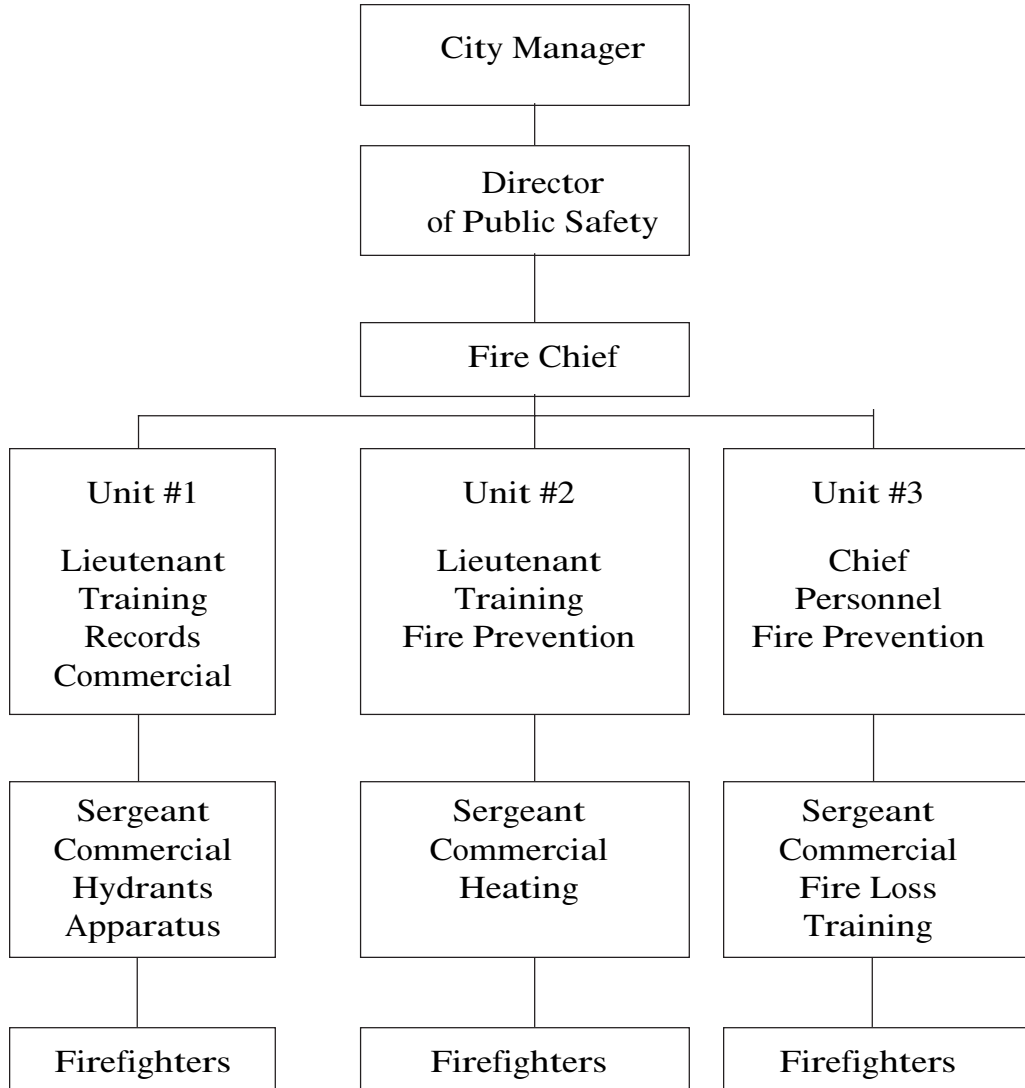 City Manager
Director
of Public Safety
Fire Chief
Unit #1
Lieutenant
Training
Records
Commercial
Unit #2
Lieutenant
Training
Fire Prevention
Unit #3
Chief
Personnel
Fire Prevention
Sergeant
Commercial
Hydrants
Apparatus
Sergeant
Commercial
Heating
Sergeant
Commercial
Fire Loss
Training
Firefighters
Firefighters
Firefighters